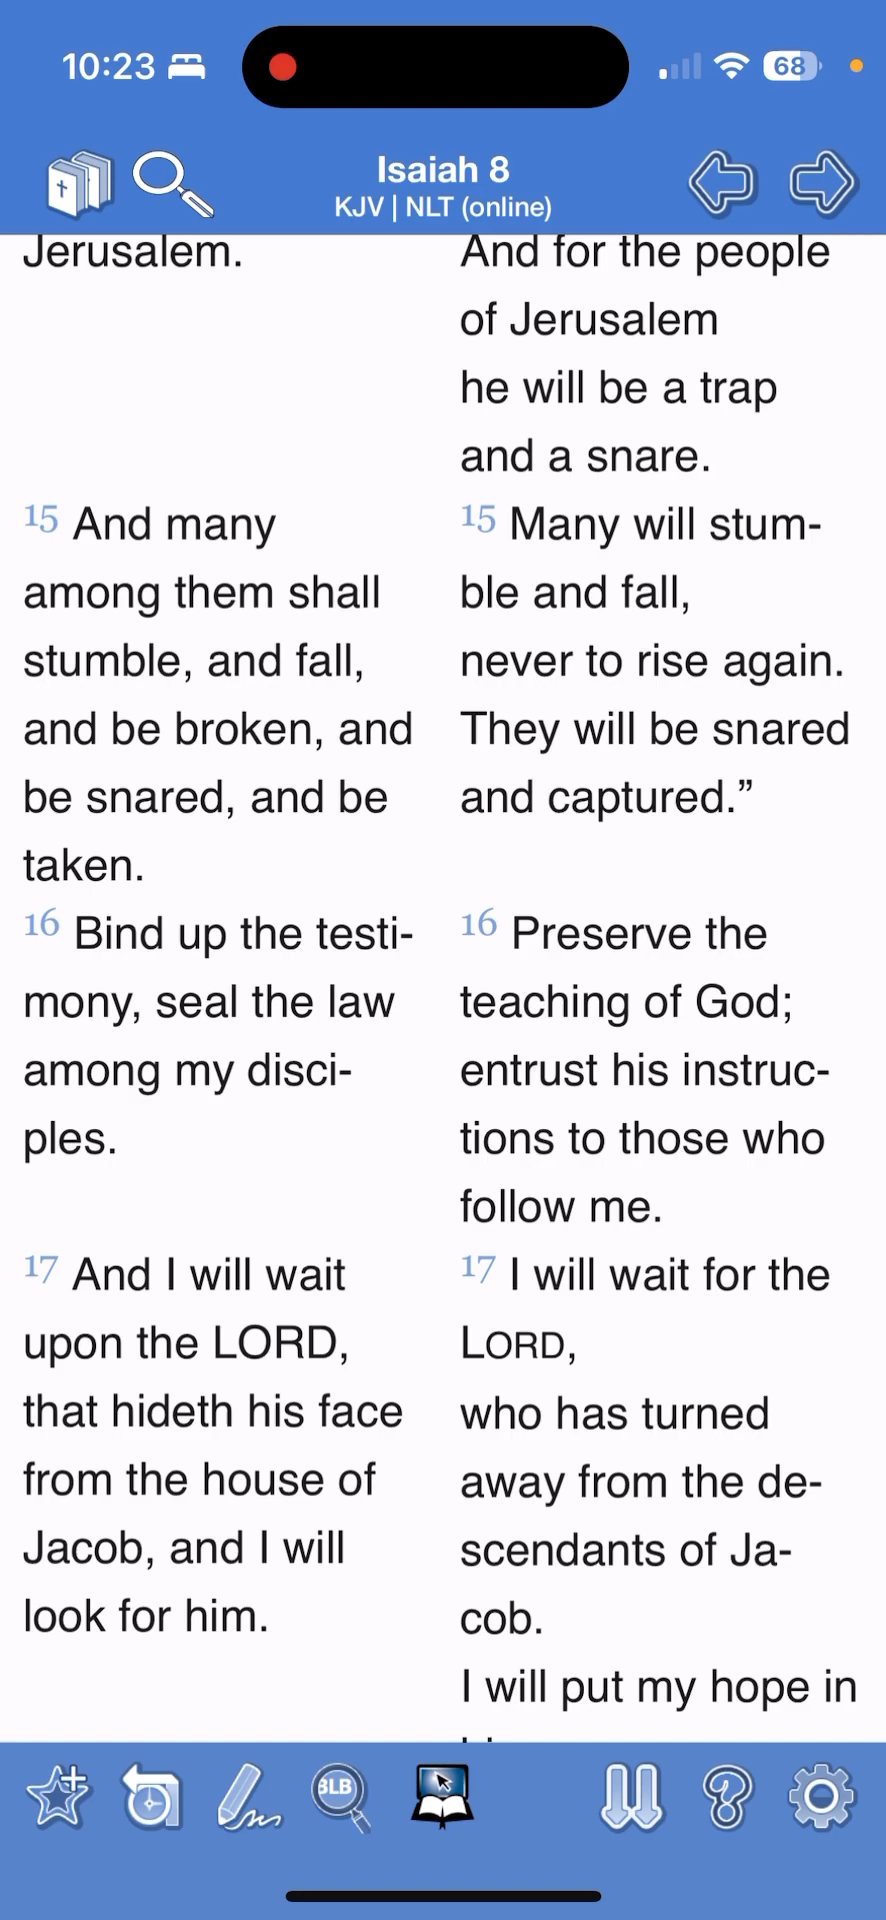 10:23
68
Isaiah 8
KJV | NLT (online)
Jerusalem.
15 And many
among them shall
stumble, and fall,
and be broken, and
be snared, and be
taken.
16 Bind up the testi-
mony, seal the law
among my disci-
ples.
17 And I will wait
upon the LORD,
that hideth his face
from the house of
Jacob, and I will
look for him.
And for the people
of Jerusalem
he will be a trap
and a snare.
15 Many will stum-
ble and fall,
never to rise again.
They will be snared
and captured.”
16 Preserve the
teaching of God;
entrust his instruc-
tions to those who
follow me.
17 I will wait for the
LORD,
who has turned
away from the de-
scendants of Ja-
cob.
I will put my hope in
BLB